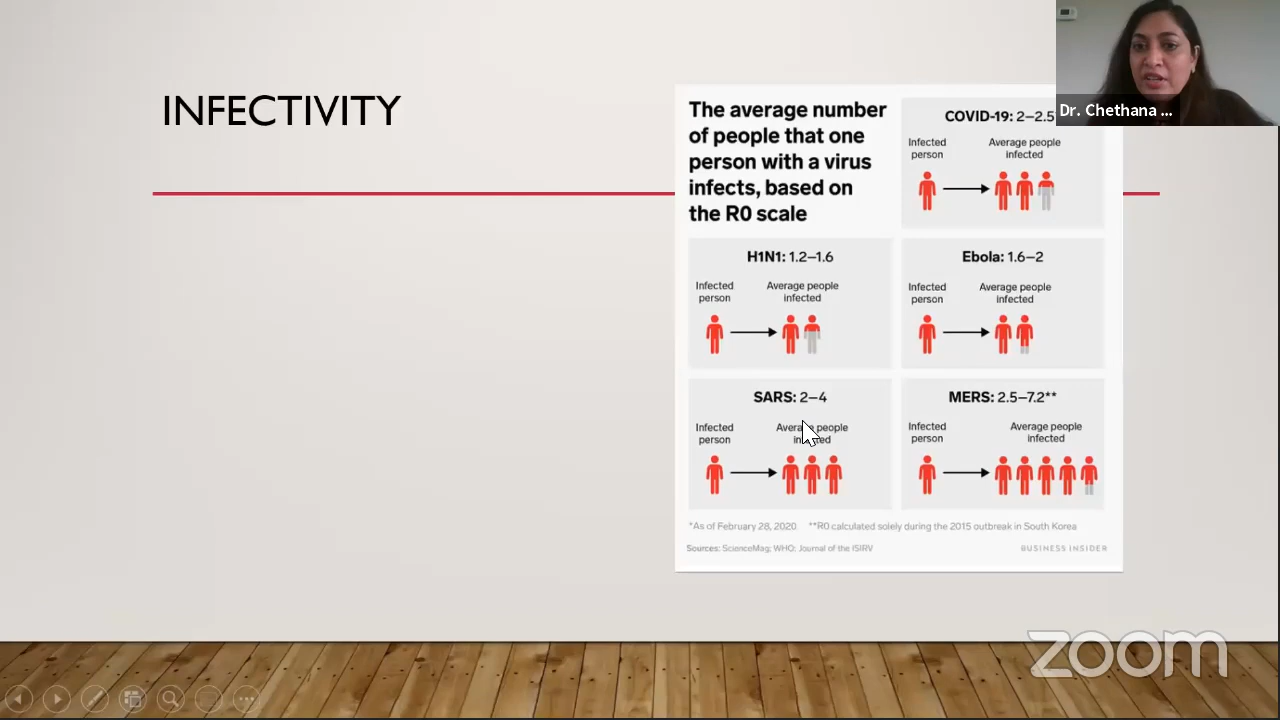 INFECTIVITY
The average number
of people that one
person with a virus
infects, based on
the R0 scale
COVID-19: 2–2.5
Infected
person
Average people
infected
H1N1: 1.2–1.6
Infected
person
Average people
infected
Ebola: 1.6–2
Infected
person
Average people
infected
SARS: 2–4
Infected
person
Average people
infected
MERS: 2.5–7.2**
Infected
person
Average people
infected
*As of February 28, 2020 **R0 calculated solely during the 2015 outbreak in South Korea
Sources: ScienceMag; WHO; Journal of the ISIRV
BUSINESS INSIDER
Dr. Chethana ...
zoom